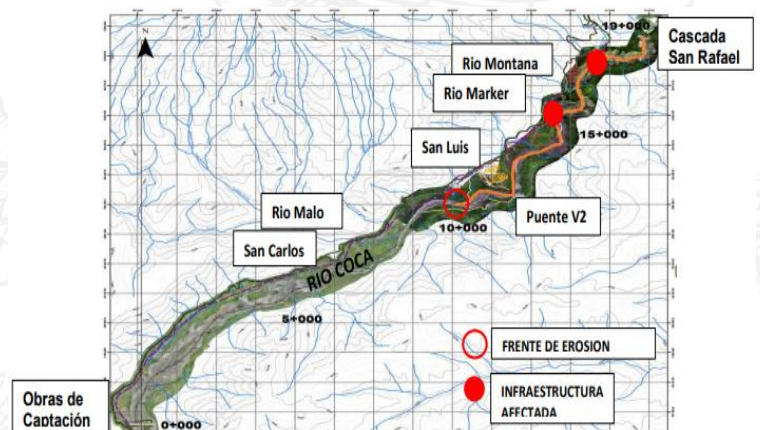 19+000
Cascada
San Rafael
Rio Montana
Rio Marker
15+000
San Luis
Rio Malo
Puente V2
10+000
San Carlos
RIO COCA
5+000
FRENTE DE EROSION
INFRAESTRUCTURA
AFECTADA
Obras de
Captación
0+000